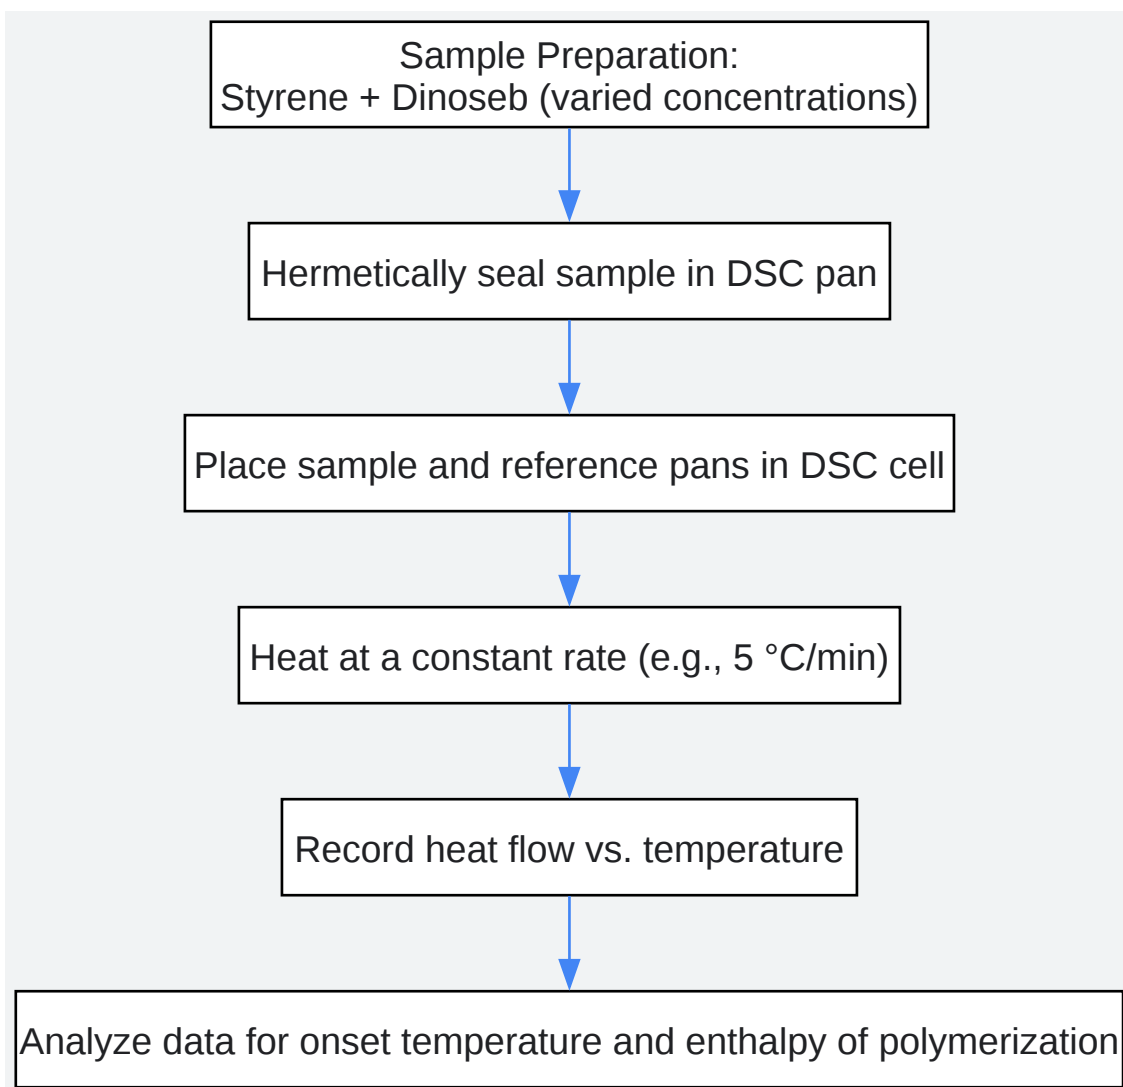 Sample Preparation:
Styrene + Dinoseb (varied concentrations)
Hermetically seal sample in DSC pan
Place sample and reference pans in DSC cell
Heat at a constant rate (e.g., 5 °C/min)
Record heat flow vs. temperature
Analyze data for onset temperature and enthalpy of polymerization